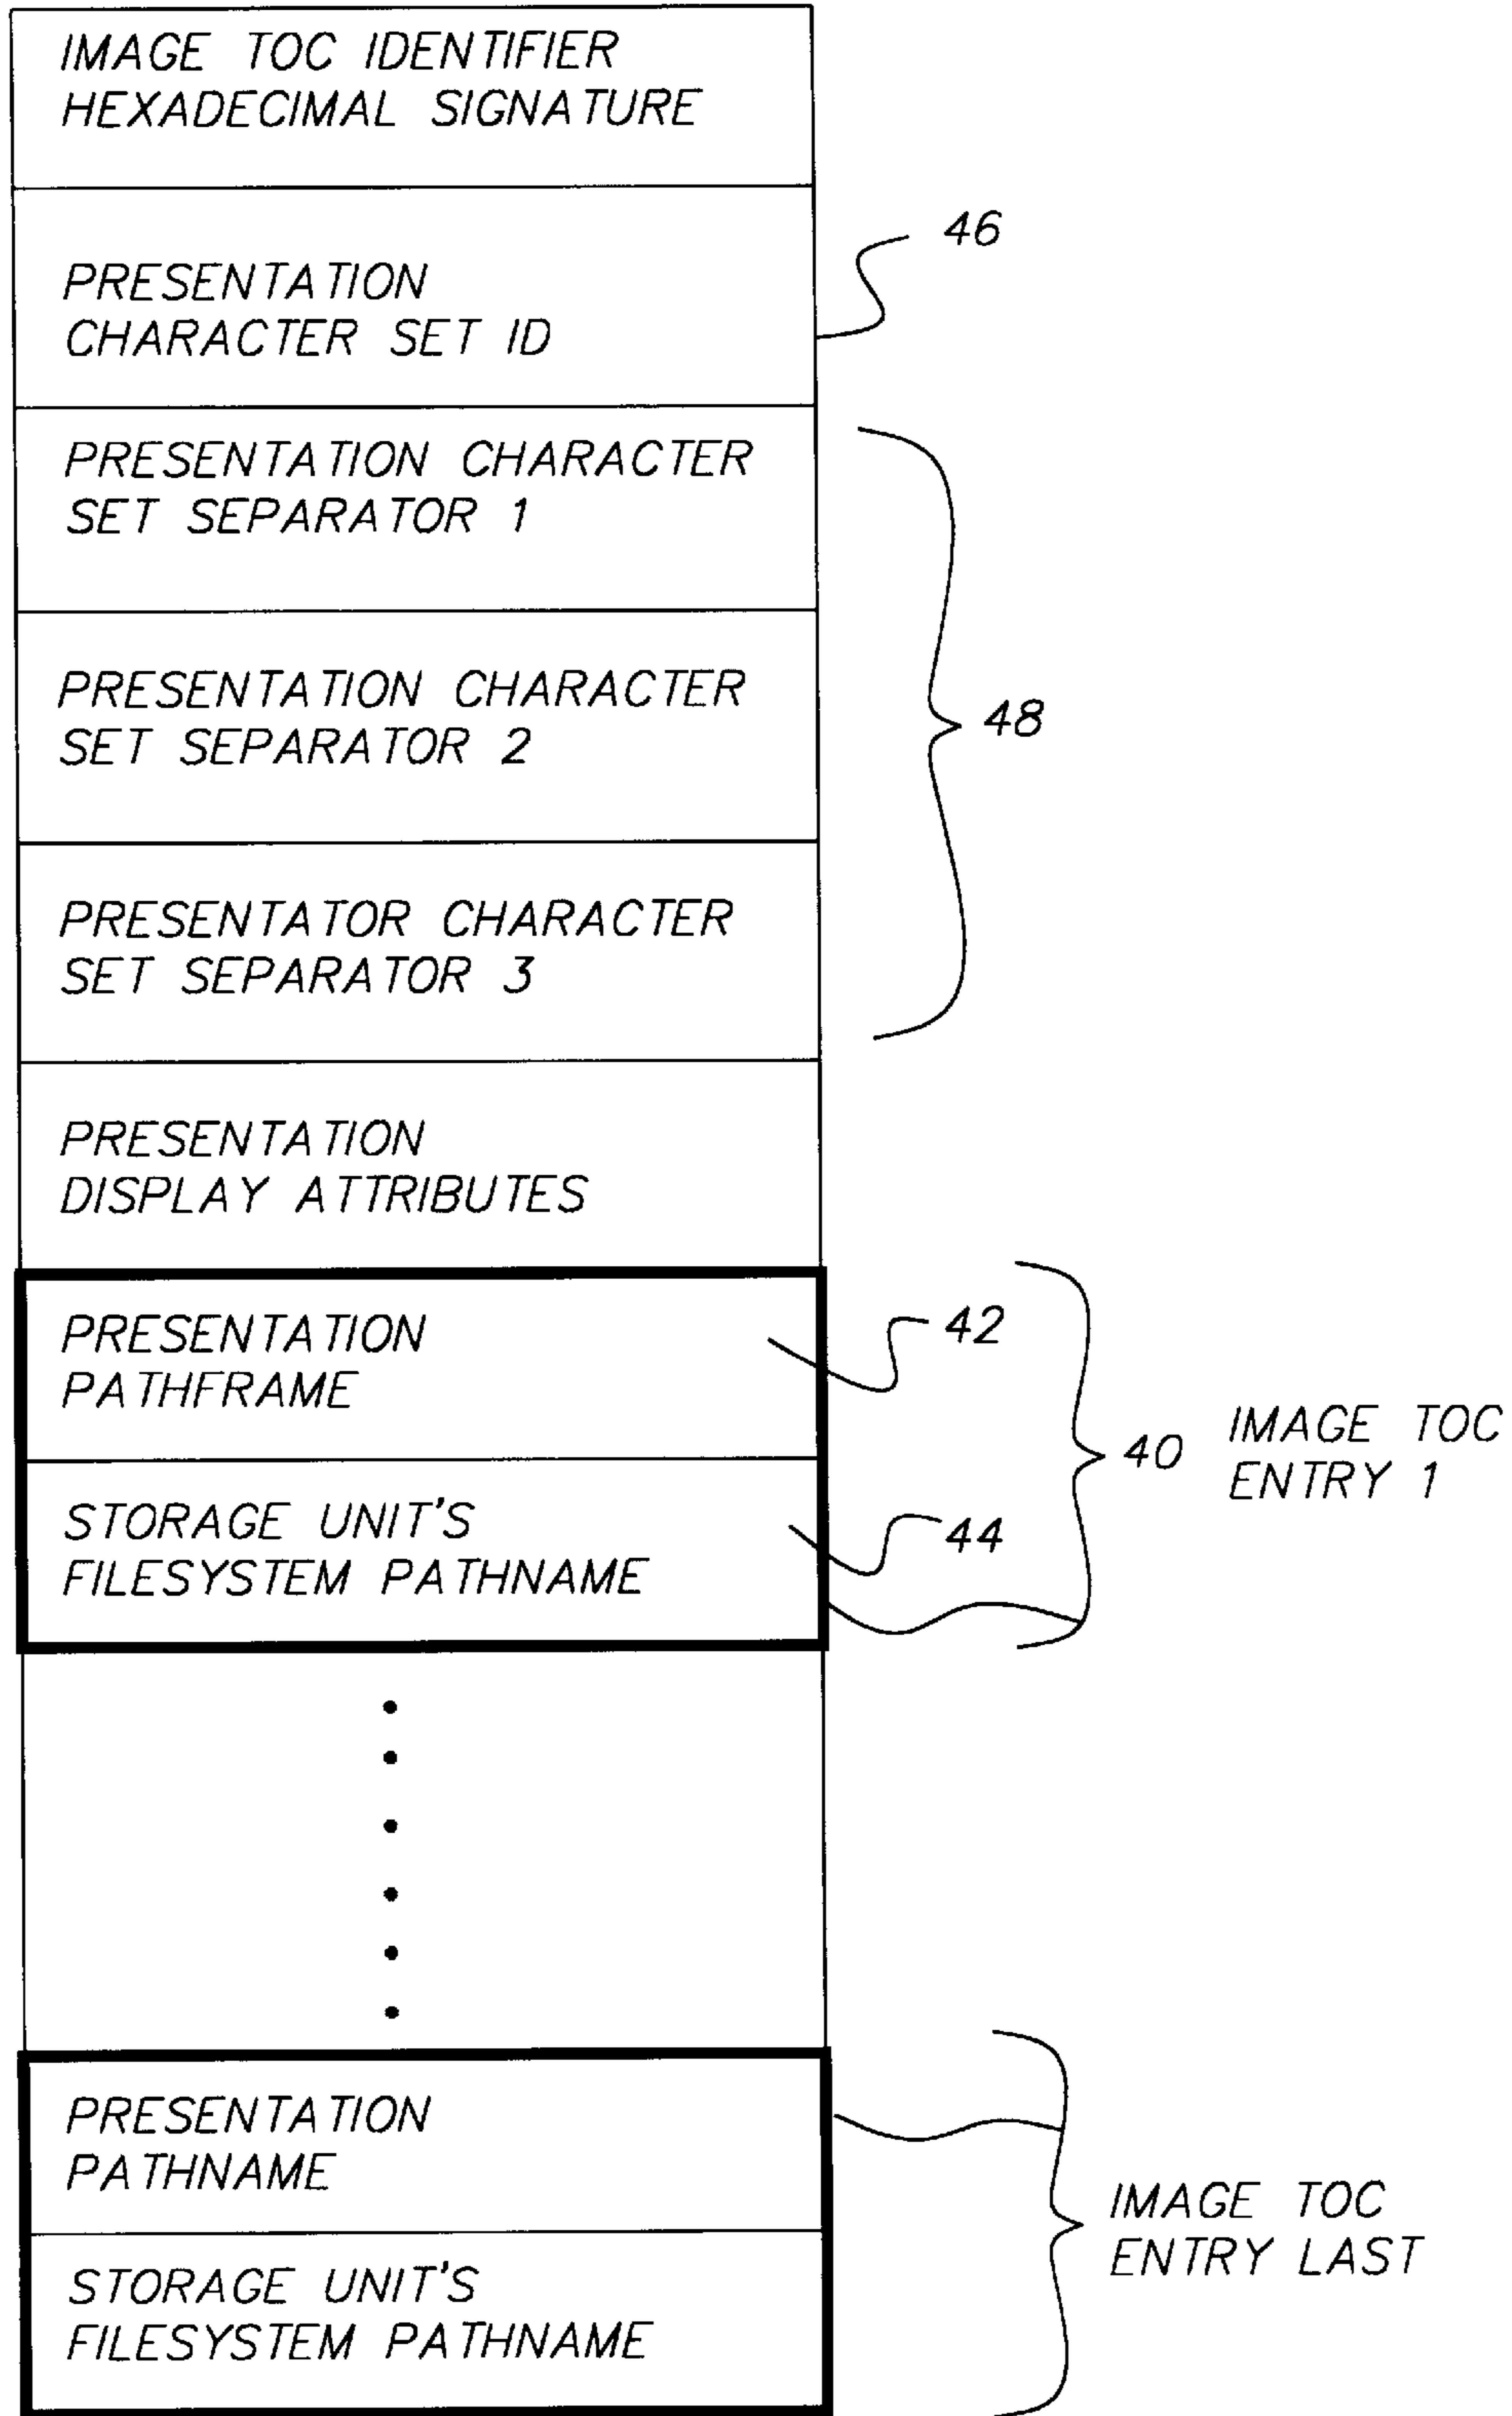 IMAGE TOC IDENTIFIER
HEXADECIMAL SIGNATURE
46
PRESENTATION
CHARACTER SET ID
PRESENTATION CHARACTER
SET SEPARATOR 1
PRESENTATION CHARACTER
SET SEPARATOR 2
48
PRESENTATOR CHARACTER
SET SEPARATOR 3
PRESENTATION
DISPLAY ATTRIBUTES
PRESENTATION
PATHFRAME
42
40
IMAGE TOC
ENTRY 1
STORAGE UNIT'S
FILESYSTEM PATHNAME
44
PRESENTATION
PATHNAME
IMAGE TOC
ENTRY LAST
STORAGE UNIT'S
FILESYSTEM PATHNAME